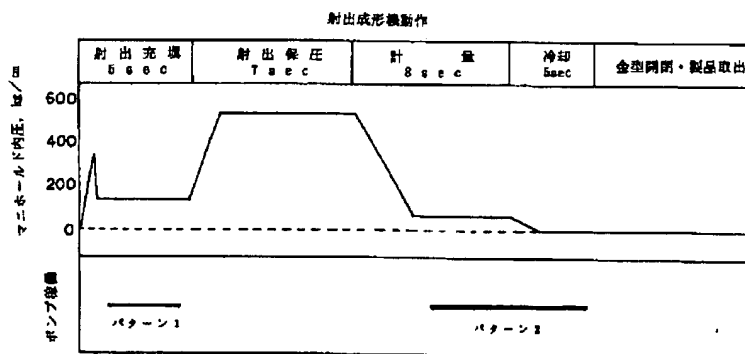 射出成形機動作
射出充填 射出保圧 計量 冷却 金型開閉・製品取出
5sec 7sec 8sec 5sec
マニホールド内圧, kg/㎝
600
400
200
0
ポンプ稼働
パターン1 パターン2